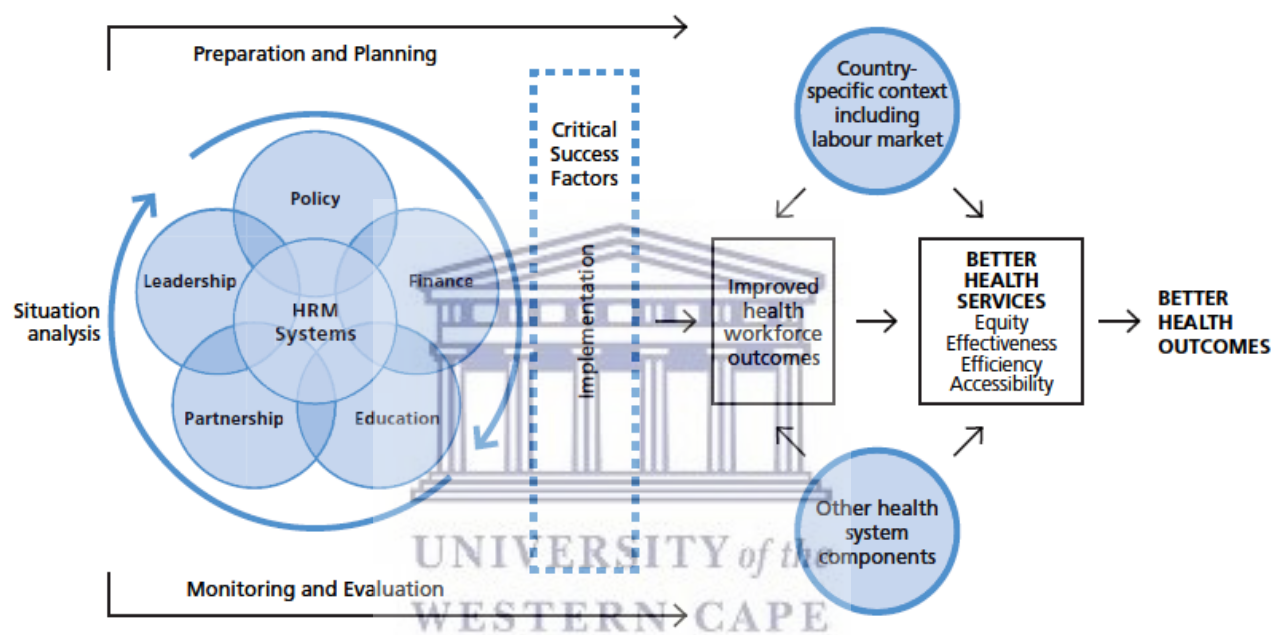 Preparation and Planning
Situation
analysis
Policy
Leadership
Finance
HRM
Systems
Partnership
Education
Critical
Success
Factors
Implementation
Country-
specific context
including
labour market
Improved
health
workforce
outcomes
BETTER
HEALTH
SERVICES
Equity
Effectiveness
Efficiency
Accessibility
BETTER
HEALTH
OUTCOMES
Other health
system
components
Monitoring and Evaluation
UNIVERSITY of the
WESTERN CAPE